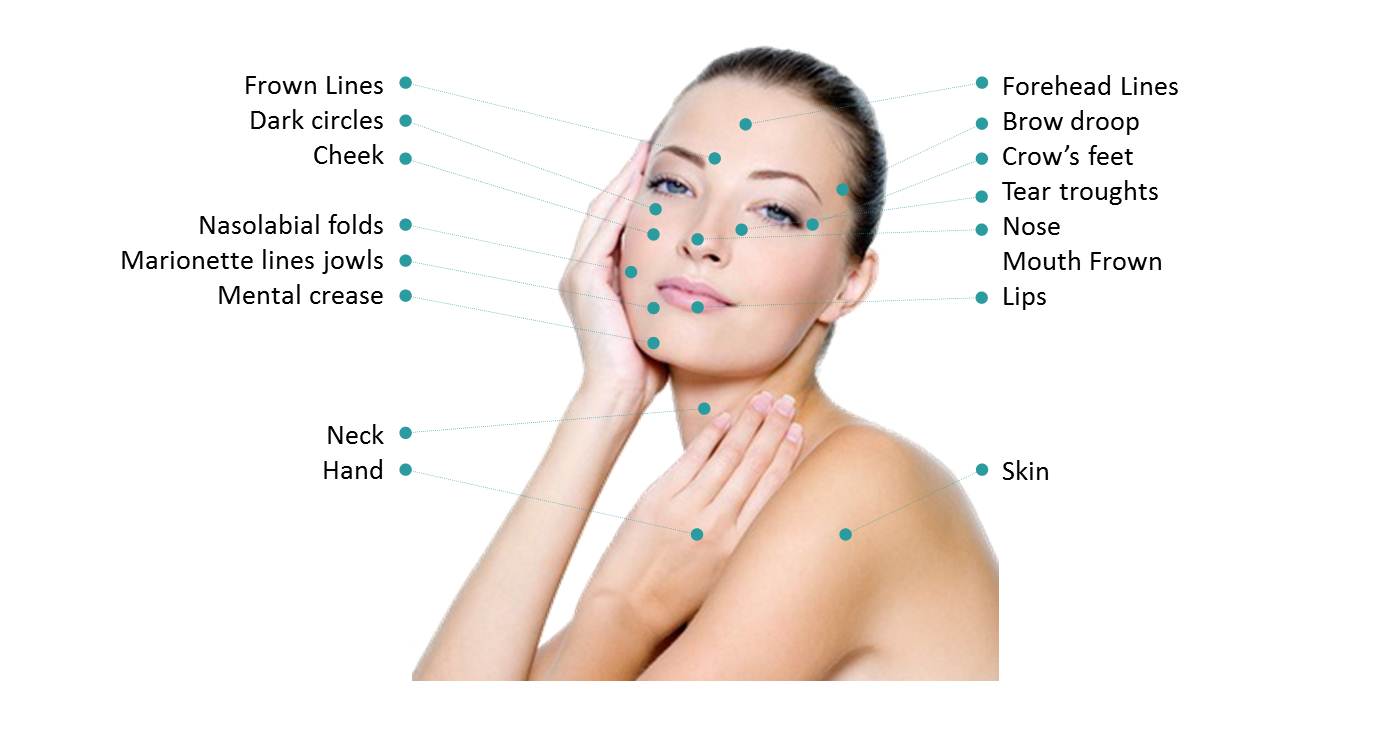 Frown Lines
Dark circles
Cheek
Nasolabial folds
Marionette lines jowls
Mental crease
Neck
Hand
Forehead Lines
Brow droop
Crow’s feet
Tear troughts
Nose
Mouth Frown
Lips
Skin